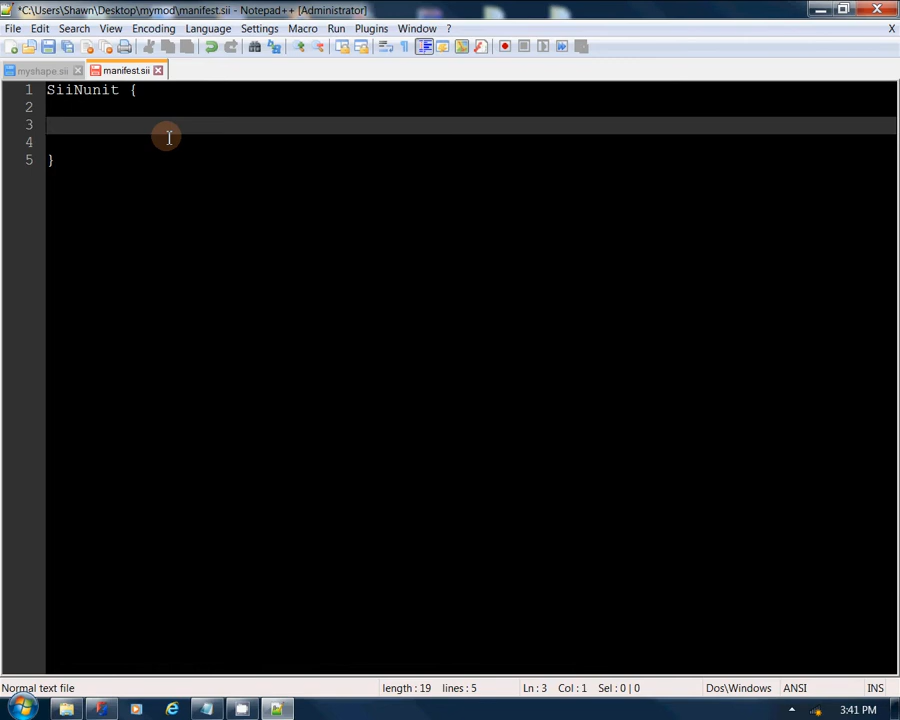 *C:\Users\Shawn\Desktop\mymod\manifest.sii - Notepad++ [Administrator]
File Edit Search View Encoding Language Settings Macro Run Plugins Window ? X
myshape.sii manifest.sii
1 SiiNunit {
2
3
4
5 }
Normal text file length : 19 lines : 5 Ln : 3 Col : 1 Sel : 0 | 0 Dos\Windows ANSI INS
3:41 PM